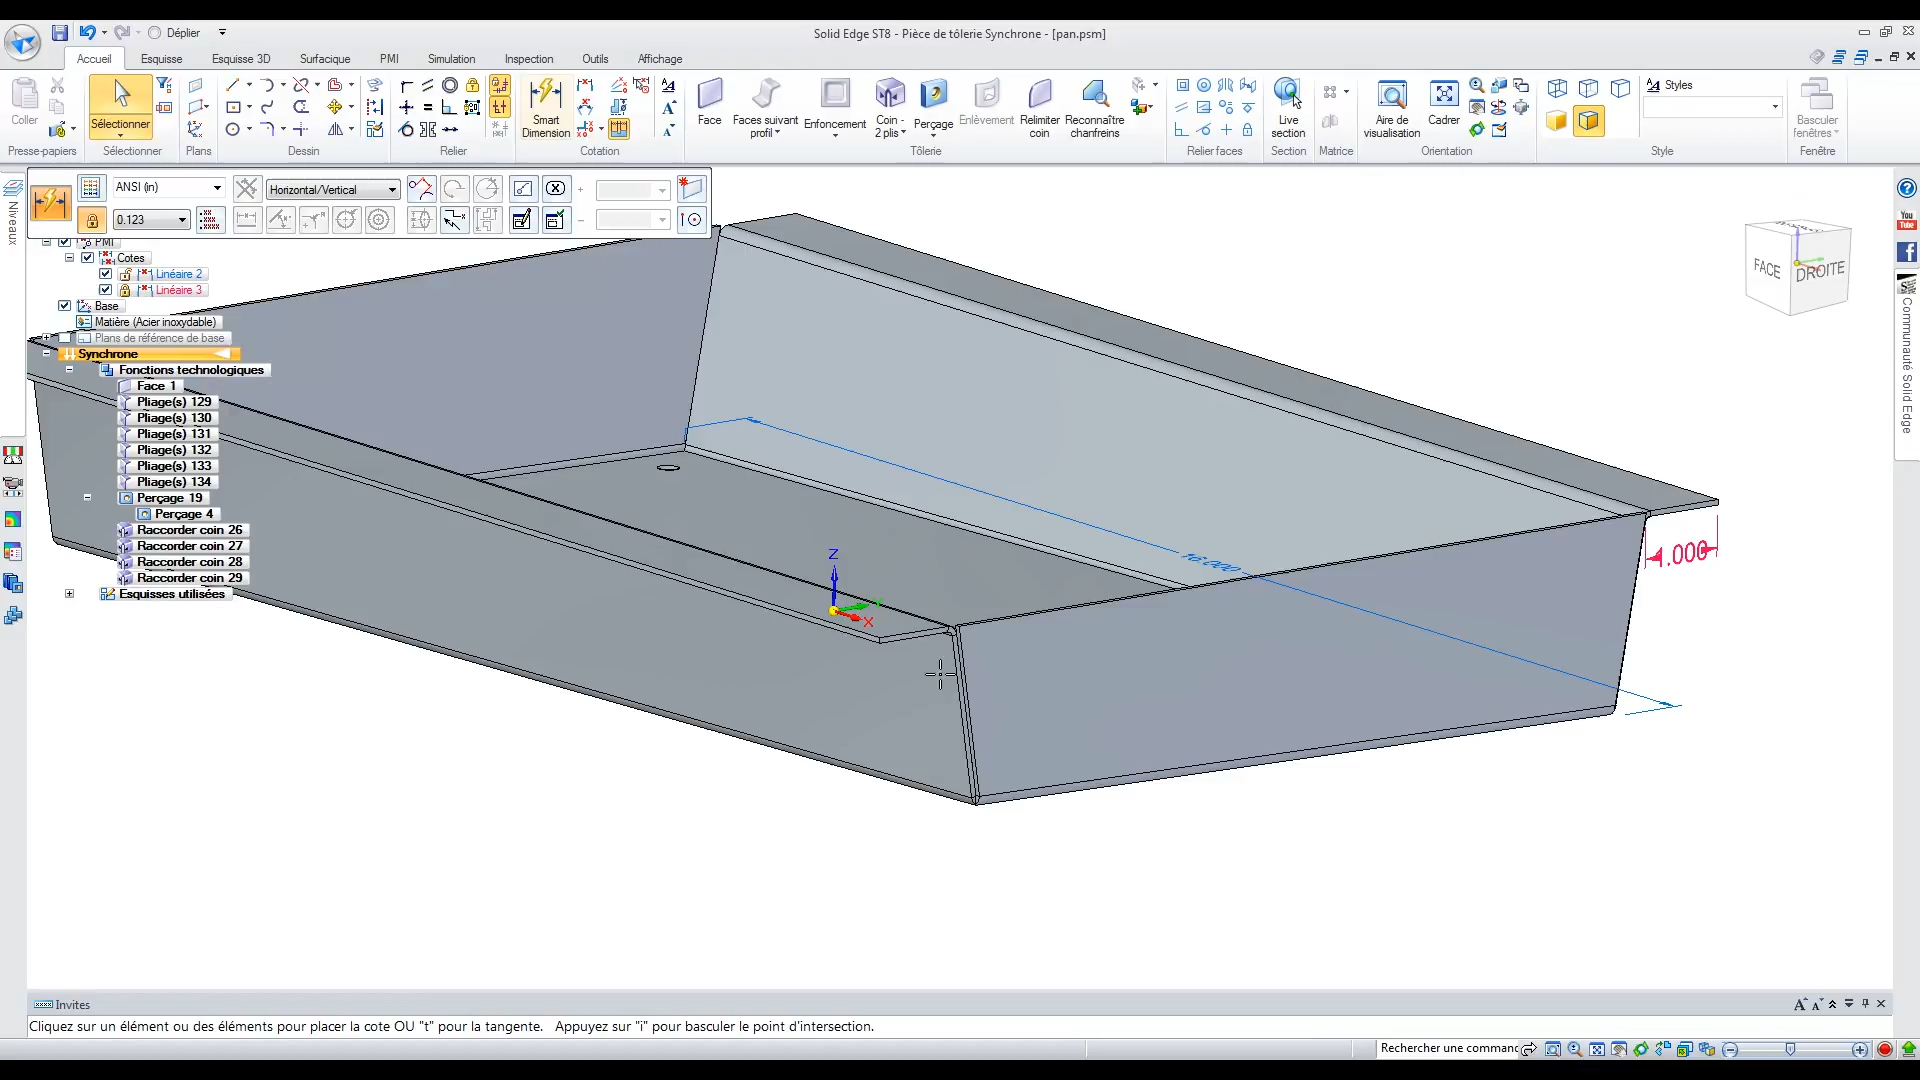 Déplier
Solid Edge ST8 - Pièce de tôlerie Synchrone - [pan.psm]
Accueil
Esquisse
Esquisse 3D
Surfacique
PMI
Simulation
Inspection
Outils
Affichage
Coller
Sélectionner
Smart Dimension
Face
Faces suivant profil
Enfoncement
Coin - 2 plis
Perçage
Enlèvement
Relimiter coin
Reconnaître chanfreins
Live section
Aire de visualisation
Cadrer
Styles
Basculer fenêtres
Presse-papiers
Sélectionner
Plans
Dessin
Relier
Cotation
Tôlerie
Relier faces
Section
Matrice
Orientation
Style
Fenêtre
ANSI (in)
Horizontal/Vertical
0.123
Niveaux
PMI
Cotes
Linéaire 2
Linéaire 3
Base
Matière (Acier inoxydable)
Plans de référence de base
Synchrone
Fonctions technologiques
Face 1
Pliage(s) 129
Pliage(s) 130
Pliage(s) 131
Pliage(s) 132
Pliage(s) 133
Pliage(s) 134
Perçage 19
Perçage 4
Raccorder coin 26
Raccorder coin 27
Raccorder coin 28
Raccorder coin 29
Esquisses utilisées
16.000
Z
X
FACE
DROITE
You
Tube
Communauté Solid Edge
Invites
Cliquez sur un élément ou des éléments pour placer la cote OU "t" pour la tangente. Appuyez sur "i" pour basculer le point d'intersection.
Rechercher une commande